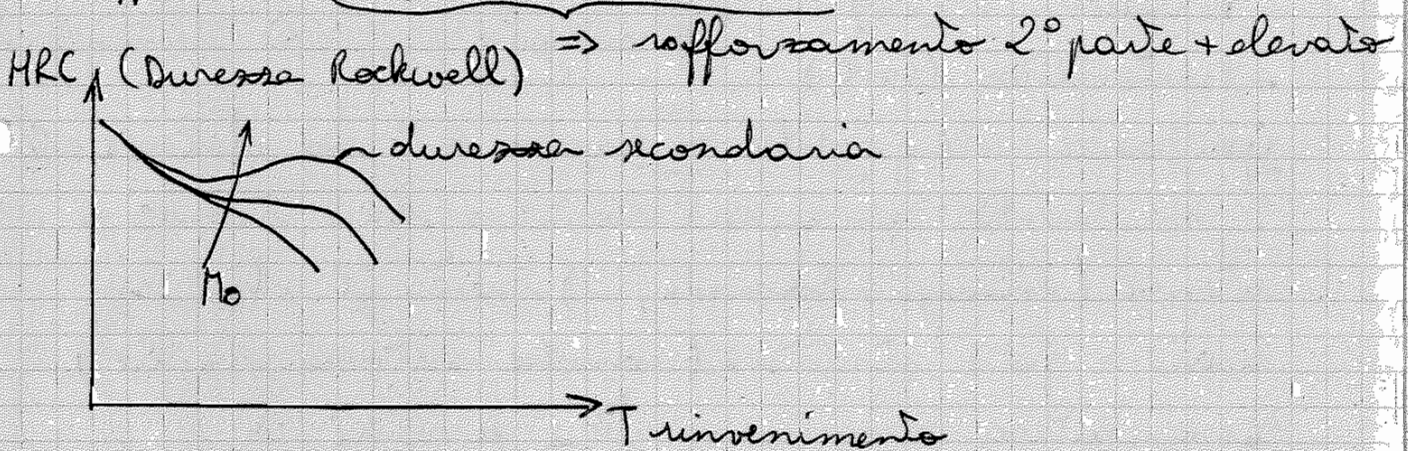 => rafforzamento 2° parte + elevato
HRC (Durezza Rockwell)
durezza secondaria
Mo
T rinvenimento